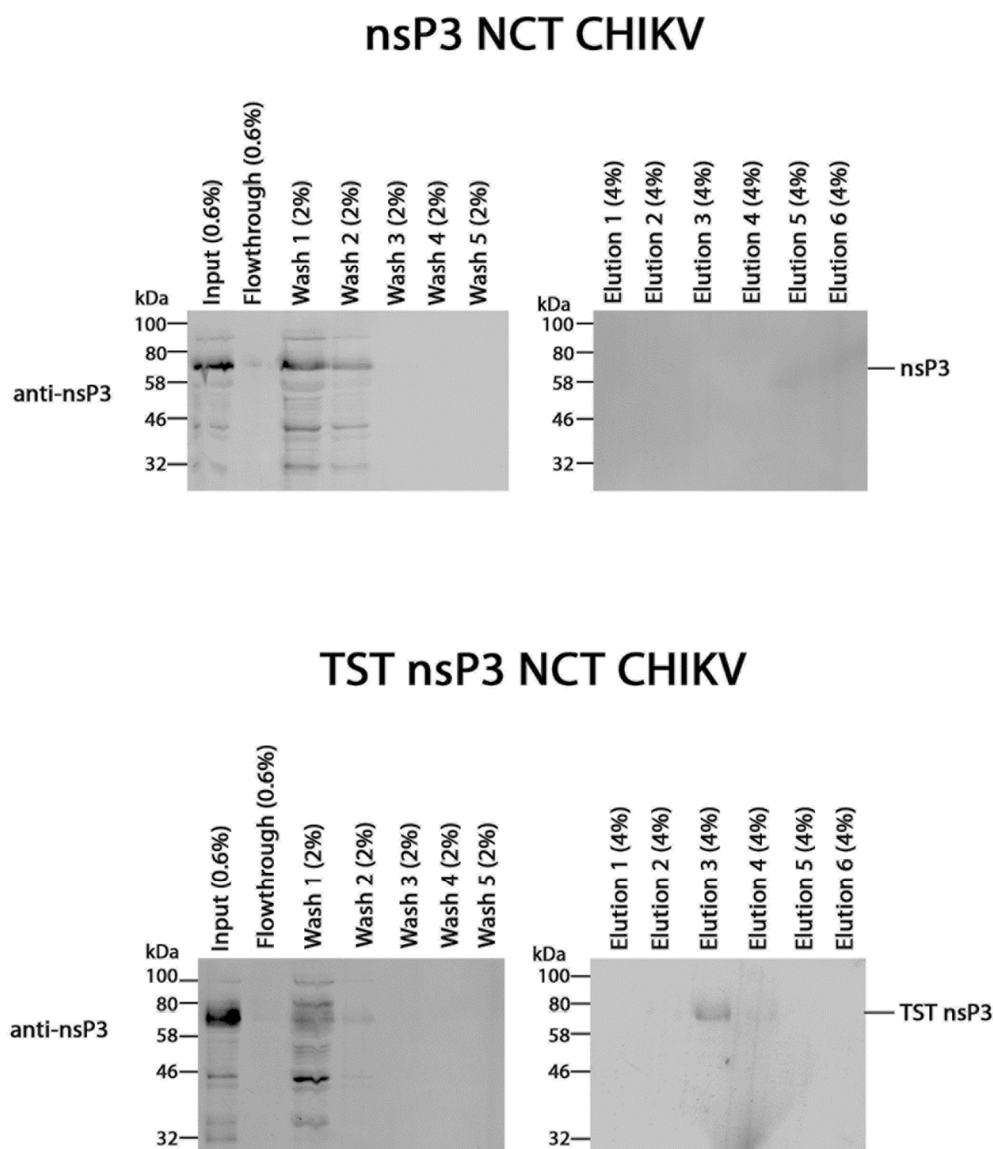 nsP3 NCT CHIKV
Input (0.6%)
Flowthrough (0.6%)
Wash 1 (2%)
Wash 2 (2%)
Wash 3 (2%)
Wash 4 (2%)
Wash 5 (2%)
Elution 1 (4%)
Elution 2 (4%)
Elution 3 (4%)
Elution 4 (4%)
Elution 5 (4%)
Elution 6 (4%)
kDa
100
80
58
46
32
anti-nsP3
kDa
100
80
58
46
32
nsP3
TST nsP3 NCT CHIKV
Input (0.6%)
Flowthrough (0.6%)
Wash 1 (2%)
Wash 2 (2%)
Wash 3 (2%)
Wash 4 (2%)
Wash 5 (2%)
Elution 1 (4%)
Elution 2 (4%)
Elution 3 (4%)
Elution 4 (4%)
Elution 5 (4%)
Elution 6 (4%)
kDa
100
80
58
46
32
anti-nsP3
kDa
100
80
58
46
32
TST nsP3